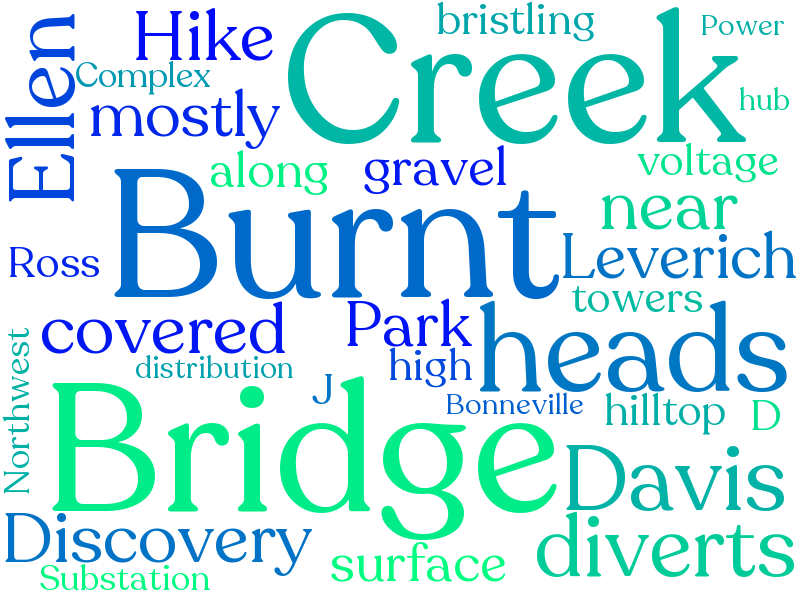 Hike
bristling
Creek
Power
Ellen
Complex
mostly
hub
along
gravel
voltage
Burnt
near
Ross
Leverich
towers
covered
Park
heads
Northwest
distribution
high
J
Bonneville
hilltop
D
Bridge
Davis
Discovery
diverts
surface
Substation